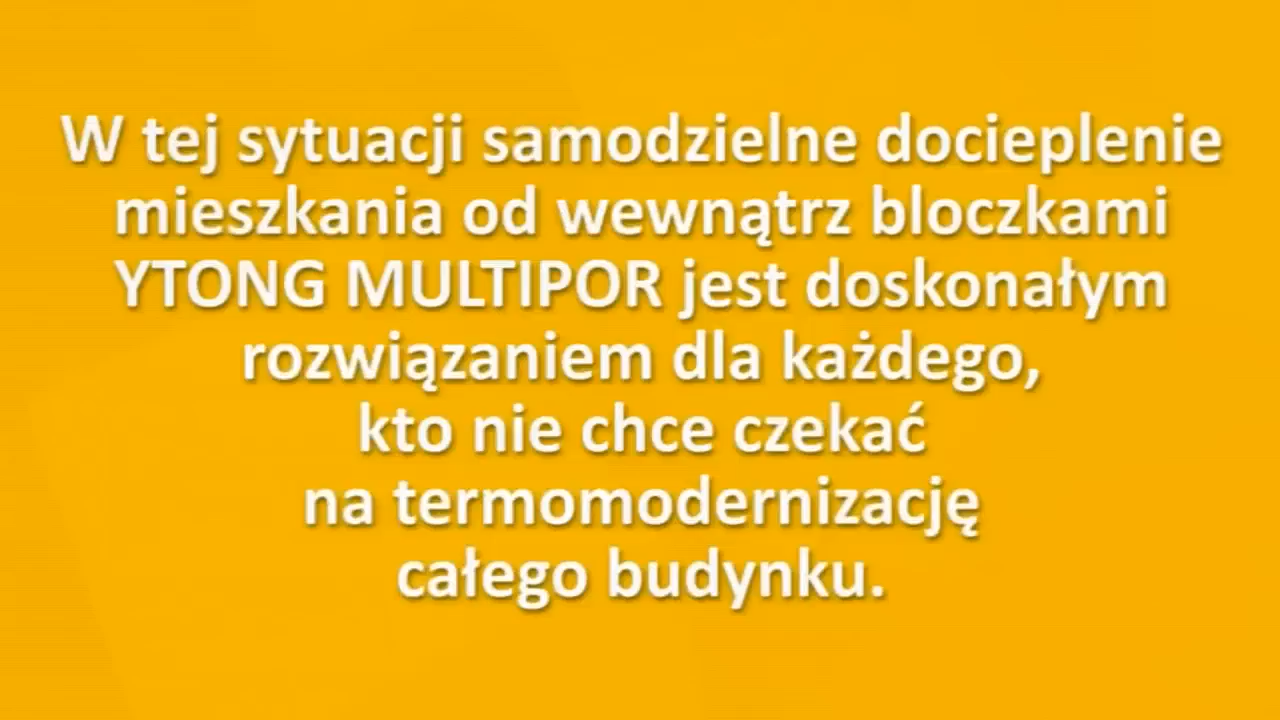 W tej sytuacji samodzielne docieplenie
mieszkania od wewnątrz bloczkami
YTONG MULTIPOR jest doskonałym
rozwiązaniem dla każdego,
kto nie chce czekać
na termomodernizację
całego budynku.